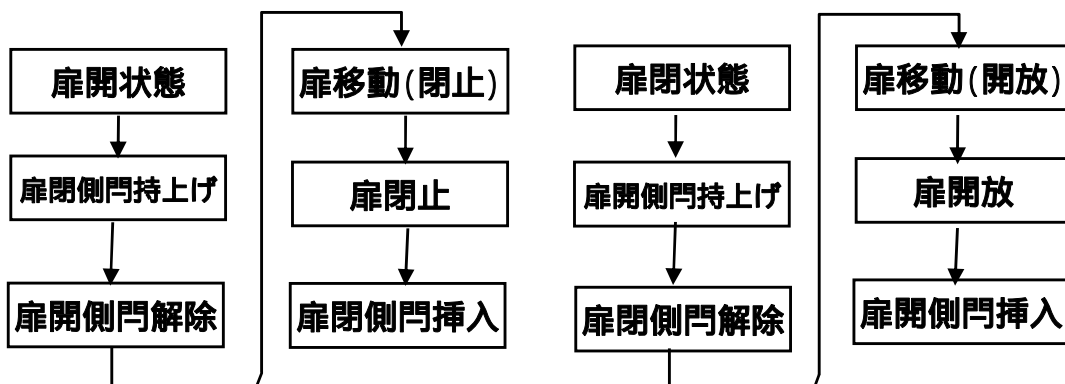 扉開状態
扉閉側閂持上げ
扉開側閂解除
扉移動(閉止)
扉閉止
扉閉側閂挿入
扉閉状態
扉開側閂持上げ
扉閉側閂解除
扉移動(開放)
扉開放
扉開側閂挿入